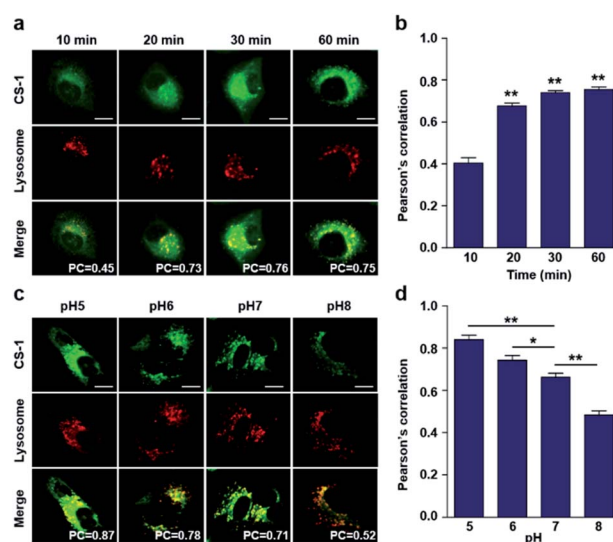 a
10 min 20 min 30 min 60 min
CS-1
Lysosome
Merge
PC=0.45 PC=0.73 PC=0.76 PC=0.75
b
Pearson's correlation
1.0
0.8
0.6
0.4
0.2
0.0
** ** **
10 20 30 60
Time (min)
c
pH5 pH6 pH7 pH8
CS-1
Lysosome
Merge
PC=0.87 PC=0.78 PC=0.71 PC=0.52
d
Pearson's correlation
1.0
0.8
0.6
0.4
0.2
0.0
**
* **
5 6 7 8
pH